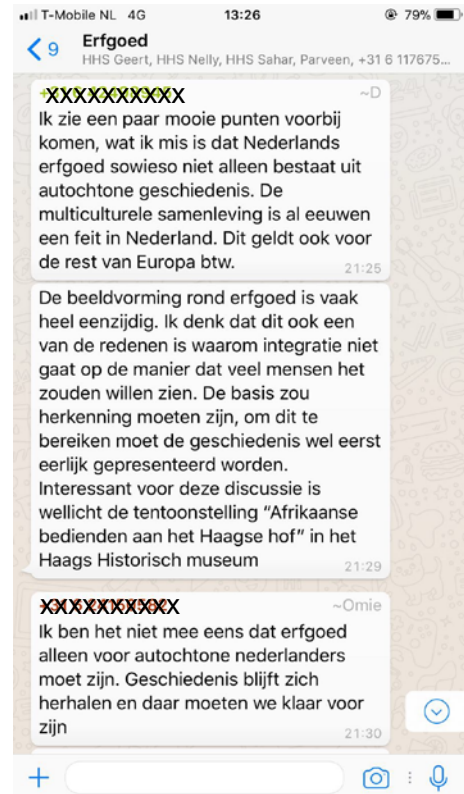 T-Mobile NL 4G 13:26 79%
9 Erfgoed
HHS Geert, HHS Nelly, HHS Sahar, Parveen, +31 6 117675...
XXXXXXXXXX ~D
Ik zie een paar mooie punten voorbij
komen, wat ik mis is dat Nederlands
erfgoed sowieso niet alleen bestaat uit
autochtone geschiedenis. De
multiculturele samenleving is al eeuwen
een feit in Nederland. Dit geldt ook voor
de rest van Europa btw. 21:25
De beeldvorming rond erfgoed is vaak
heel eenzijdig. Ik denk dat dit ook een
van de redenen is waarom integratie niet
gaat op de manier dat veel mensen het
zouden willen zien. De basis zou
herkenning moeten zijn, om dit te
bereiken moet de geschiedenis wel eerst
eerlijk gepresenteerd worden.
Interessant voor deze discussie is
wellicht de tentoonstelling “Afrikaanse
bedienden aan het Haagse hof” in het
Haags Historisch museum 21:29
XXXXXXXXXX ~Omie
Ik ben het niet mee eens dat erfgoed
alleen voor autochtone nederlanders
moet zijn. Geschiedenis blijft zich
herhalen en daar moeten we klaar voor
zijn 21:30